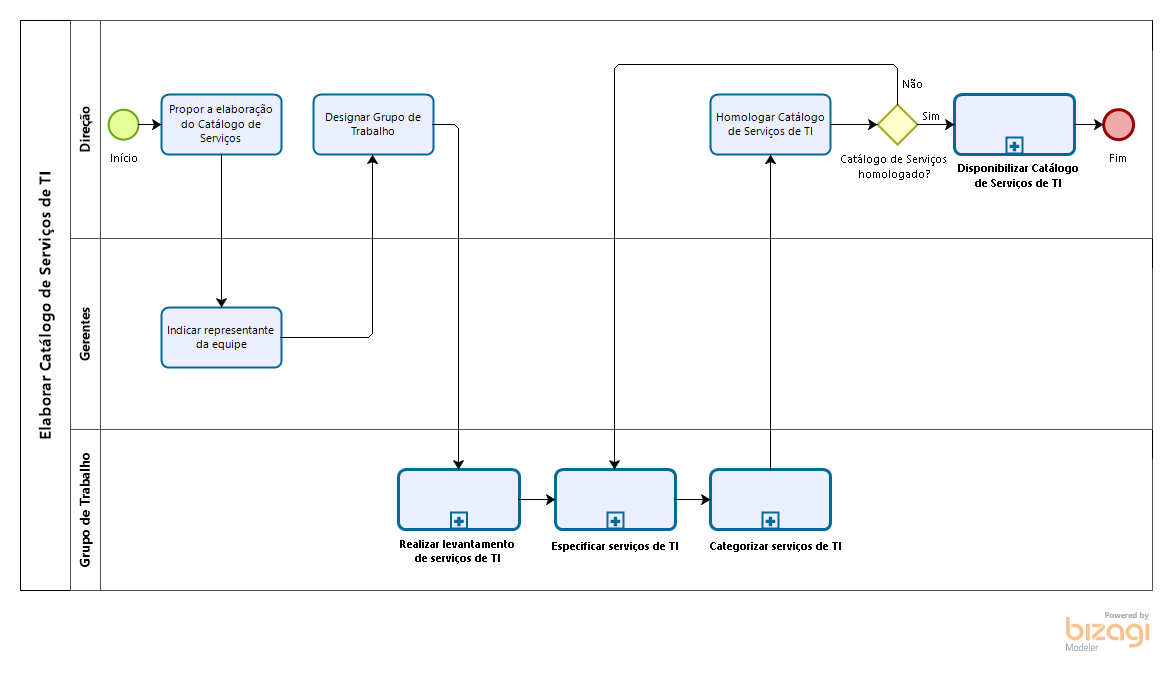 Elaborar Catálogo de Serviços de TI
Direção
Início
Propor a elaboração
do Catálogo de
Serviços
Designar Grupo de
Trabalho
Homologar Catálogo
de Serviços de TI
Não
Sim
Catálogo de Serviços
homologado?
Disponibilizar Catálogo
de Serviços de TI
Fim
Gerentes
Indicar representante
da equipe
Grupo de Trabalho
Realizar levantamento
de serviços de TI
Especificar serviços de TI
Categorizar serviços de TI
Powered by
bizagi
Modeler